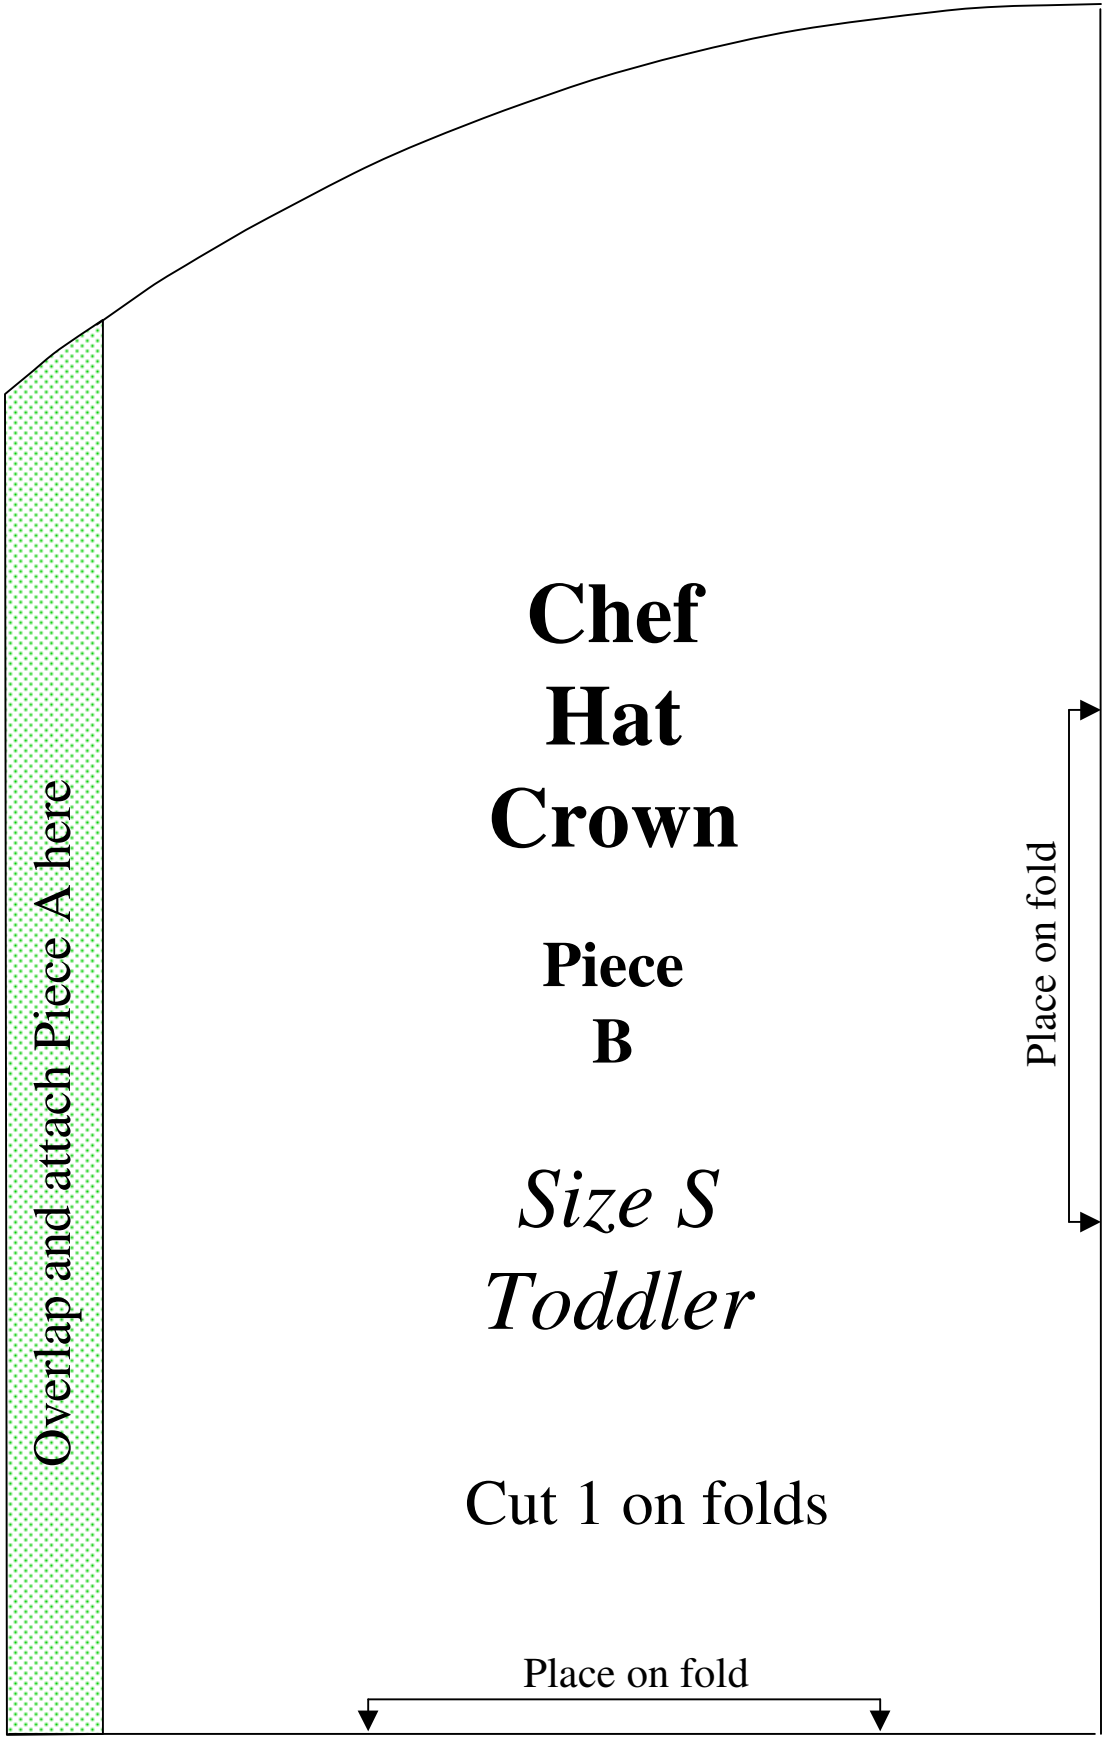 Chef
Hat
Crown
Piece
B
Size S
Toddler
Cut 1 on folds
Place on fold
Place on fold
Overlap and attach Piece A here